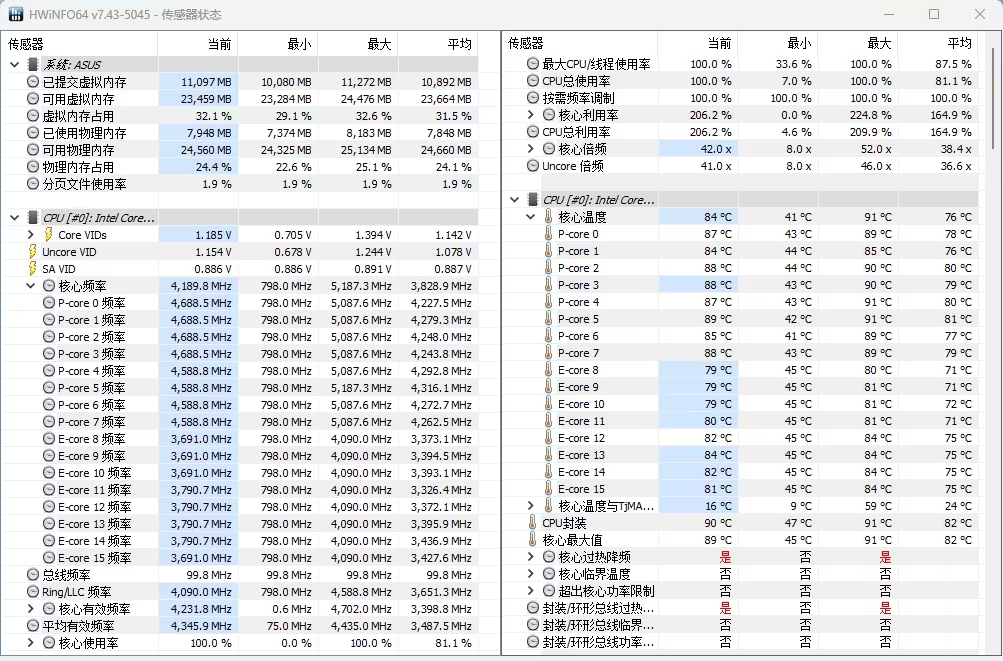 HWiNFO64 v7.43-5045 - 传感器状态
传感器 当前 最小 最大 平均
系统: ASUS
已提交虚拟内存 11,097 MB 10,080 MB 11,272 MB 10,892 MB
可用虚拟内存 23,459 MB 23,284 MB 24,476 MB 23,664 MB
虚拟内存占用 32.1 % 29.1 % 32.6 % 31.5 %
已使用物理内存 7,948 MB 7,374 MB 8,183 MB 7,848 MB
可用物理内存 24,560 MB 24,325 MB 25,134 MB 24,660 MB
物理内存占用 24.4 % 22.6 % 25.1 % 24.1 %
分页文件使用率 1.9 % 1.9 % 1.9 % 1.9 %
CPU [#0]: Intel Core...
Core VIDs 1.185 V 0.705 V 1.394 V 1.142 V
Uncore VID 1.154 V 0.678 V 1.244 V 1.078 V
SA VID 0.886 V 0.886 V 0.891 V 0.887 V
核心频率 4,189.8 MHz 798.0 MHz 5,187.3 MHz 3,828.9 MHz
P-core 0 频率 4,688.5 MHz 798.0 MHz 5,087.6 MHz 4,227.5 MHz
P-core 1 频率 4,688.5 MHz 798.0 MHz 5,087.6 MHz 4,279.3 MHz
P-core 2 频率 4,688.5 MHz 798.0 MHz 5,087.6 MHz 4,248.0 MHz
P-core 3 频率 4,688.5 MHz 798.0 MHz 5,087.6 MHz 4,243.8 MHz
P-core 4 频率 4,588.8 MHz 798.0 MHz 5,087.6 MHz 4,292.8 MHz
P-core 5 频率 4,588.8 MHz 798.0 MHz 5,187.3 MHz 4,316.1 MHz
P-core 6 频率 4,588.8 MHz 798.0 MHz 5,087.6 MHz 4,272.7 MHz
P-core 7 频率 4,588.8 MHz 798.0 MHz 5,087.6 MHz 4,262.5 MHz
E-core 8 频率 3,691.0 MHz 798.0 MHz 4,090.0 MHz 3,373.1 MHz
E-core 9 频率 3,691.0 MHz 798.0 MHz 4,090.0 MHz 3,394.5 MHz
E-core 10 频率 3,691.0 MHz 798.0 MHz 4,090.0 MHz 3,393.1 MHz
E-core 11 频率 3,790.7 MHz 798.0 MHz 4,090.0 MHz 3,326.4 MHz
E-core 12 频率 3,790.7 MHz 798.0 MHz 4,090.0 MHz 3,372.1 MHz
E-core 13 频率 3,790.7 MHz 798.0 MHz 4,090.0 MHz 3,395.9 MHz
E-core 14 频率 3,790.7 MHz 798.0 MHz 4,090.0 MHz 3,436.9 MHz
E-core 15 频率 3,691.0 MHz 798.0 MHz 4,090.0 MHz 3,427.6 MHz
总线频率 99.8 MHz 99.8 MHz 99.8 MHz 99.8 MHz
Ring/LLC 频率 4,090.0 MHz 798.0 MHz 4,588.8 MHz 3,651.3 MHz
核心有效频率 4,231.8 MHz 0.6 MHz 4,702.0 MHz 3,398.8 MHz
平均有效频率 4,345.9 MHz 75.0 MHz 4,435.0 MHz 3,487.5 MHz
核心使用率 100.0 % 0.0 % 100.0 % 81.1 %
传感器 当前 最小 最大 平均
最大CPU/线程使用率 100.0 % 33.6 % 100.0 % 87.5 %
CPU总使用率 100.0 % 7.0 % 100.0 % 81.1 %
按需频率调制 100.0 % 100.0 % 100.0 % 100.0 %
核心利用率 206.2 % 0.0 % 224.8 % 164.9 %
CPU总利用率 206.2 % 4.6 % 209.9 % 164.9 %
核心倍频 42.0 x 8.0 x 52.0 x 38.4 x
Uncore 倍频 41.0 x 8.0 x 46.0 x 36.6 x
CPU [#0]: Intel Core...
核心温度 84 °C 41 °C 91 °C 76 °C
P-core 0 87 °C 43 °C 89 °C 78 °C
P-core 1 84 °C 44 °C 85 °C 76 °C
P-core 2 88 °C 44 °C 90 °C 80 °C
P-core 3 88 °C 43 °C 90 °C 79 °C
P-core 4 87 °C 43 °C 91 °C 80 °C
P-core 5 89 °C 42 °C 91 °C 81 °C
P-core 6 85 °C 41 °C 89 °C 77 °C
P-core 7 88 °C 43 °C 89 °C 79 °C
E-core 8 79 °C 45 °C 80 °C 71 °C
E-core 9 79 °C 45 °C 81 °C 71 °C
E-core 10 79 °C 45 °C 81 °C 72 °C
E-core 11 80 °C 45 °C 81 °C 71 °C
E-core 12 82 °C 45 °C 84 °C 75 °C
E-core 13 84 °C 45 °C 84 °C 75 °C
E-core 14 82 °C 45 °C 84 °C 75 °C
E-core 15 81 °C 45 °C 84 °C 75 °C
核心温度与TjMA... 16 °C 9 °C 59 °C 24 °C
CPU封装 90 °C 47 °C 91 °C 82 °C
核心最大值 89 °C 45 °C 91 °C 82 °C
核心过热降频 是 否 是
核心临界温度 否 否 否
超出核心功率限制 否 否 否
封装/环形总线过热... 是 否 是
封装/环形总线临界... 否 否 否
封装/环形总线功率... 否 否 否